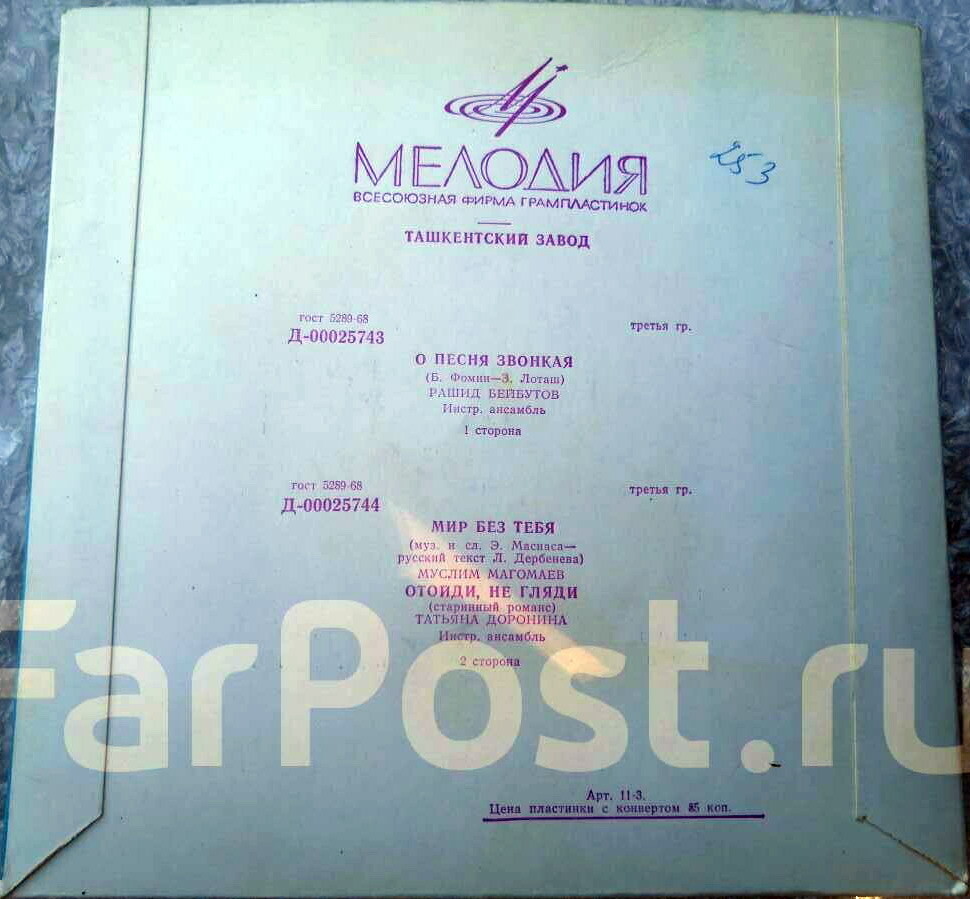 МЕЛОДИЯ
ВСЕСОЮЗНАЯ ФИРМА ГРАМПЛАСТИНОК
ТАШКЕНТСКИЙ ЗАВОД
253
гост 5289-68
Д-00025743
третья гр.
О ПЕСНЯ ЗВОНКАЯ
(Б. Фомин—Э. Лоташ)
РАШИД БЕЙБУТОВ
Инстр. ансамбль
1 сторона
гост 5289-68
Д-00025744
третья гр.
МИР БЕЗ ТЕБЯ
(муз. и сл. Э. Масиаса—
русский текст Л. Дербенева)
МУСЛИМ МАГОМАЕВ
ОТОЙДИ, НЕ ГЛЯДИ
(старинный романс)
ТАТЬЯНА ДОРОНИНА
Инстр. ансамбль
2 сторона
FarPost.ru
Арт. 11-3.
Цена пластинки с конвертом 85 коп.